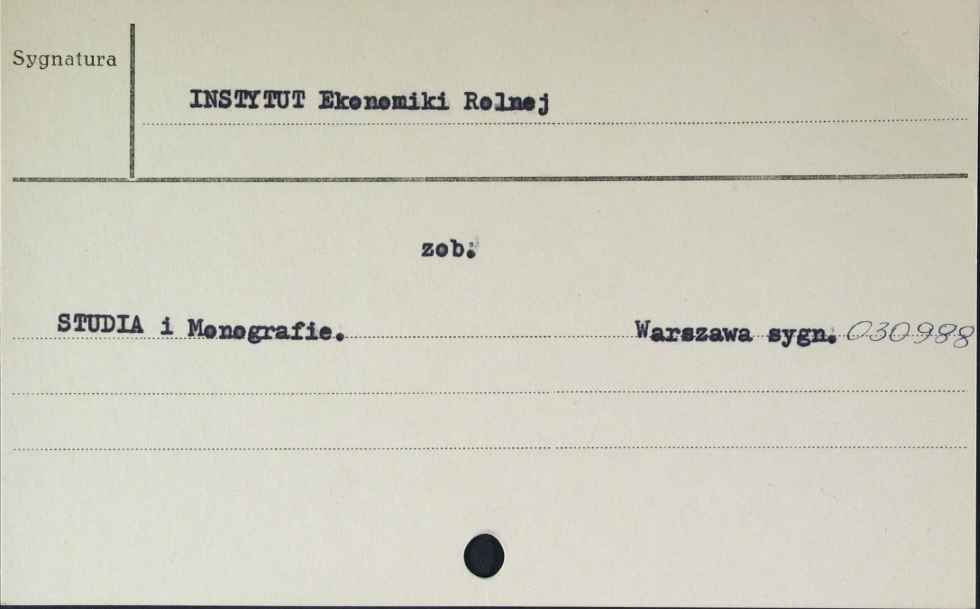 Sygnatura
INSTYTUT Ekonomiki Rolnej
zob:
STUDIA i Monografie. Warszawa sygn. 030988